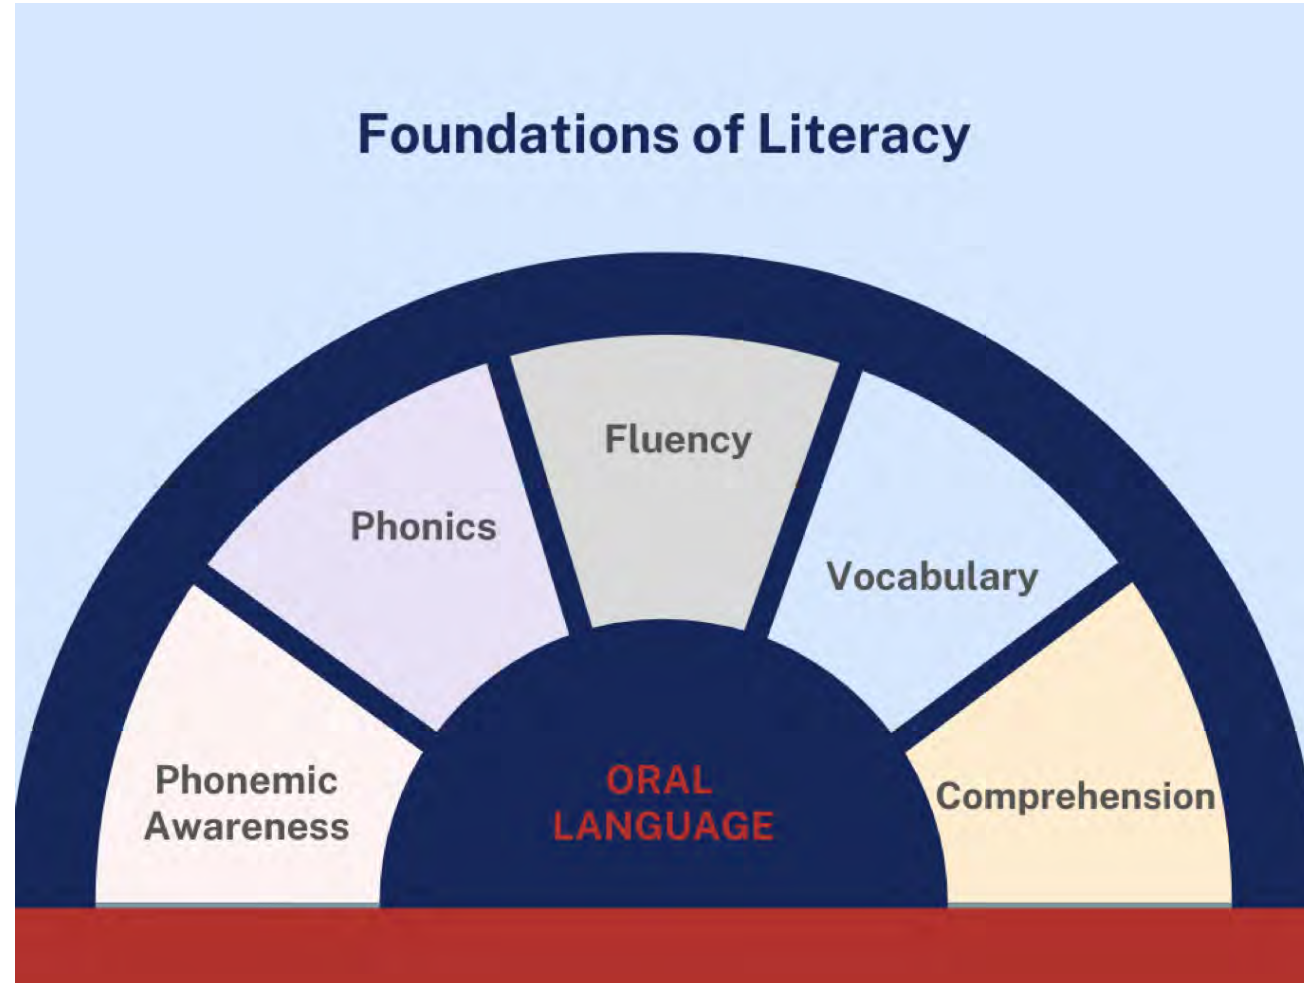 Foundations of Literacy
Phonemic
Awareness
Phonics
Fluency
Vocabulary
Comprehension
ORAL
LANGUAGE